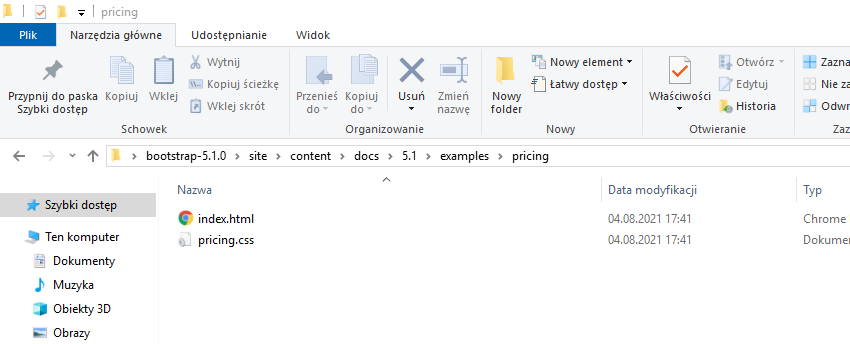 pricing
Plik Narzędzia główne Udostępnianie Widok
Przypnij do paska Szybki dostęp
Kopiuj
Wklej
Wytnij
Kopiuj ścieżkę
Wklej skrót
Schowek
Przenieś do
Kopiuj do
Usuń
Zmień nazwę
Organizowanie
Nowy folder
Nowy element
Łatwy dostęp
Nowy
Właściwości
Otwórz
Edytuj
Historia
Otwieranie
Zazna
Nie za
Odwr
Zaz
bootstrap-5.1.0 site content docs 5.1 examples pricing
Szybki dostęp
Ten komputer
Dokumenty
Muzyka
Obiekty 3D
Obrazy
Nazwa Data modyfikacji Typ
index.html 04.08.2021 17:41 Chrome
pricing.css 04.08.2021 17:41 Dokume